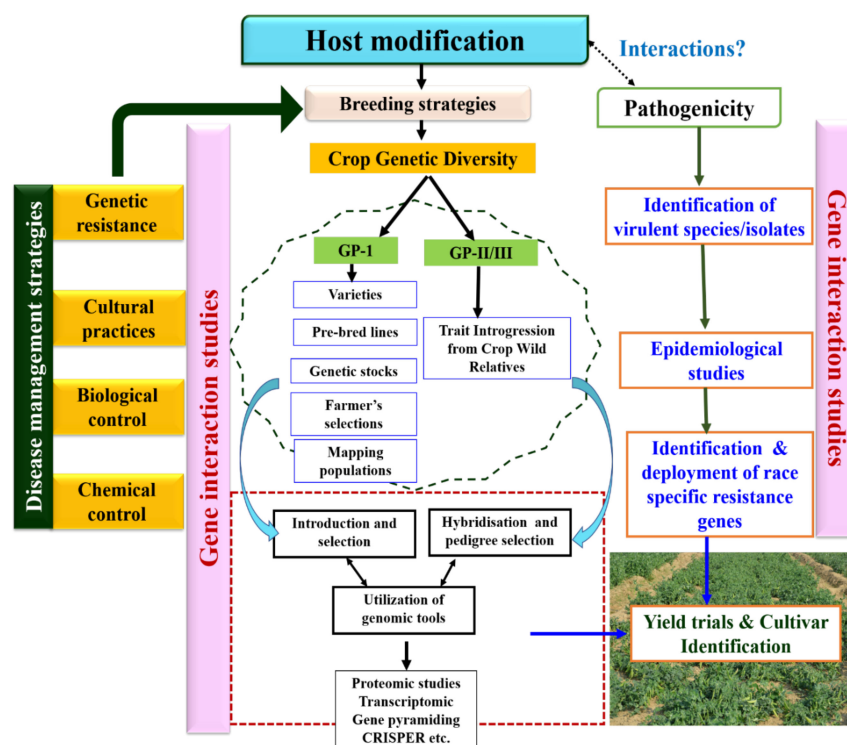 Host modification
Interactions?
Breeding strategies
Pathogenicity
Crop Genetic Diversity
Disease management strategies
Genetic
resistance
Cultural
practices
Biological
control
Chemical
control
Gene interaction studies
GP-1
GP-II/III
Varieties
Pre-bred lines
Genetic stocks
Farmer's
selections
Mapping
populations
Trait Introgression
from Crop Wild
Relatives
Introduction and
selection
Hybridisation and
pedigree selection
Utilization of
genomic tools
Proteomic studies
Transcriptomic
Gene pyramiding
CRISPER etc.
Identification of
virulent species/isolates
Epidemiological
studies
Identification &
deployment of race
specific resistance
genes
Yield trials & Cultivar
Identification
Gene interaction studies